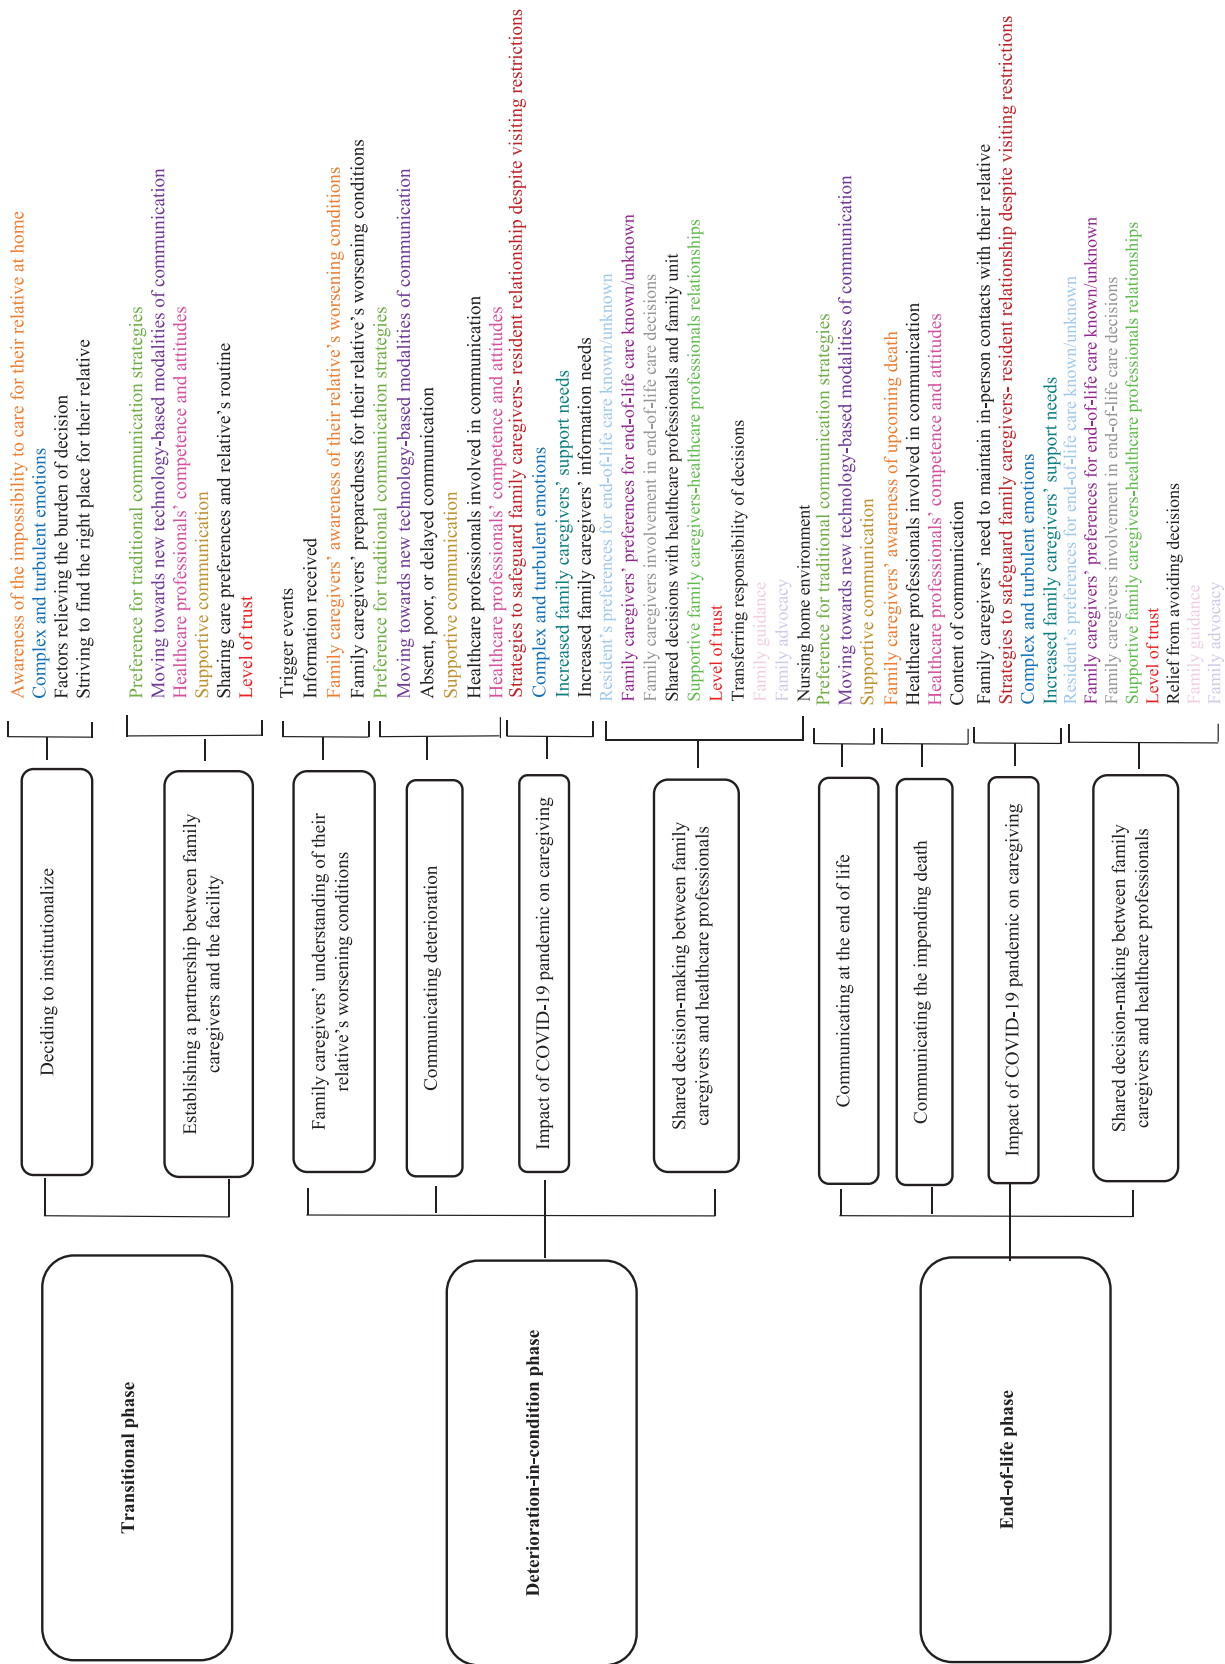 Transitional phase
Deciding to institutionalize
Awareness of the impossibility to care for their relative at home
Complex and turbulent emotions
Factors relieving the burden of decision
Striving to find the right place for their relative
Establishing a partnership between family
caregivers and the facility
Preference for traditional communication strategies
Moving towards new technology-based modalities of communication
Healthcare professionals' competence and attitudes
Supportive communication
Sharing care preferences and relative's routine
Level of trust
Deterioration-in-condition phase
Family caregivers' understanding of their
relative's worsening conditions
Trigger events
Information received
Family caregivers' awareness of their relative's worsening conditions
Family caregivers' preparedness for their relative's worsening conditions
Communicating deterioration
Preference for traditional communication strategies
Moving towards new technology-based modalities of communication
Absent, poor, or delayed communication
Supportive communication
Healthcare professionals involved in communication
Healthcare professionals' competence and attitudes
Impact of COVID-19 pandemic on caregiving
Strategies to safeguard family caregivers- resident relationship despite visiting restrictions
Complex and turbulent emotions
Increased family caregivers' support needs
Increased family caregivers' information needs
Shared decision-making between family
caregivers and healthcare professionals
Resident's preferences for end-of-life care known/unknown
Family caregivers' preferences for end-of-life care known/unknown
Family caregivers involvement in end-of-life care decisions
Shared decisions with healthcare professionals and family unit
Supportive family caregivers-healthcare professionals relationships
Level of trust
Transferring responsibility of decisions
Family guidance
Family advocacy
Nursing home environment
End-of-life phase
Communicating at the end of life
Preference for traditional communication strategies
Moving towards new technology-based modalities of communication
Supportive communication
Communicating the impending death
Family caregivers' awareness of upcoming death
Healthcare professionals involved in communication
Healthcare professionals' competence and attitudes
Content of communication
Impact of COVID-19 pandemic on caregiving
Family caregivers' need to maintain in-person contacts with their relative
Strategies to safeguard family caregivers- resident relationship despite visiting restrictions
Complex and turbulent emotions
Increased family caregivers' support needs
Shared decision-making between family
caregivers and healthcare professionals
Resident's preferences for end-of-life care known/unknown
Family caregivers' preferences for end-of-life care known/unknown
Family caregivers involvement in end-of-life care decisions
Supportive family caregivers-healthcare professionals relationships
Level of trust
Relief from avoiding decisions
Family guidance
Family advocacy